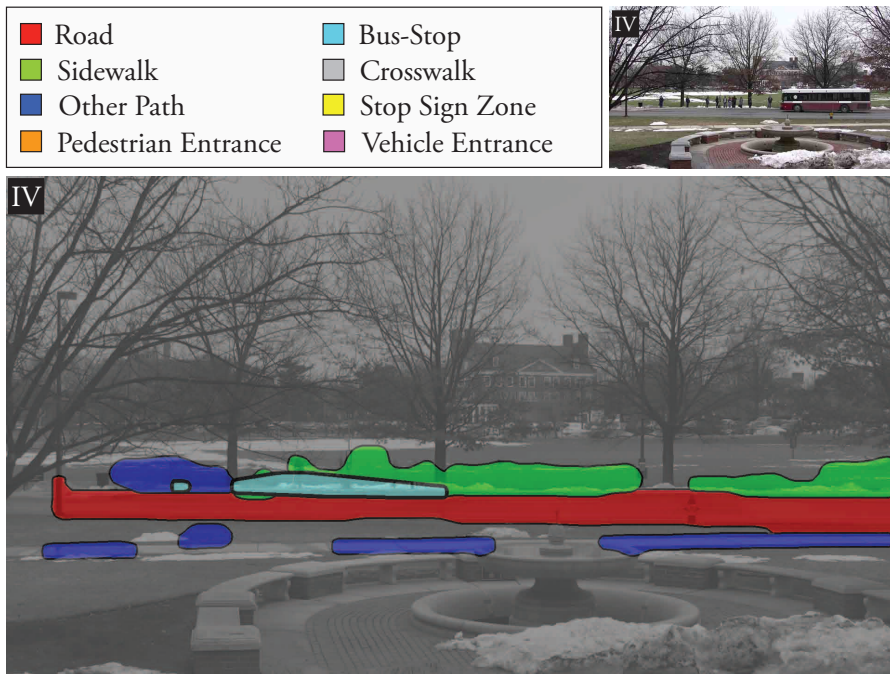 Road
Bus-Stop
Sidewalk
Crosswalk
Other Path
Stop Sign Zone
Pedestrian Entrance
Vehicle Entrance
IV
IV